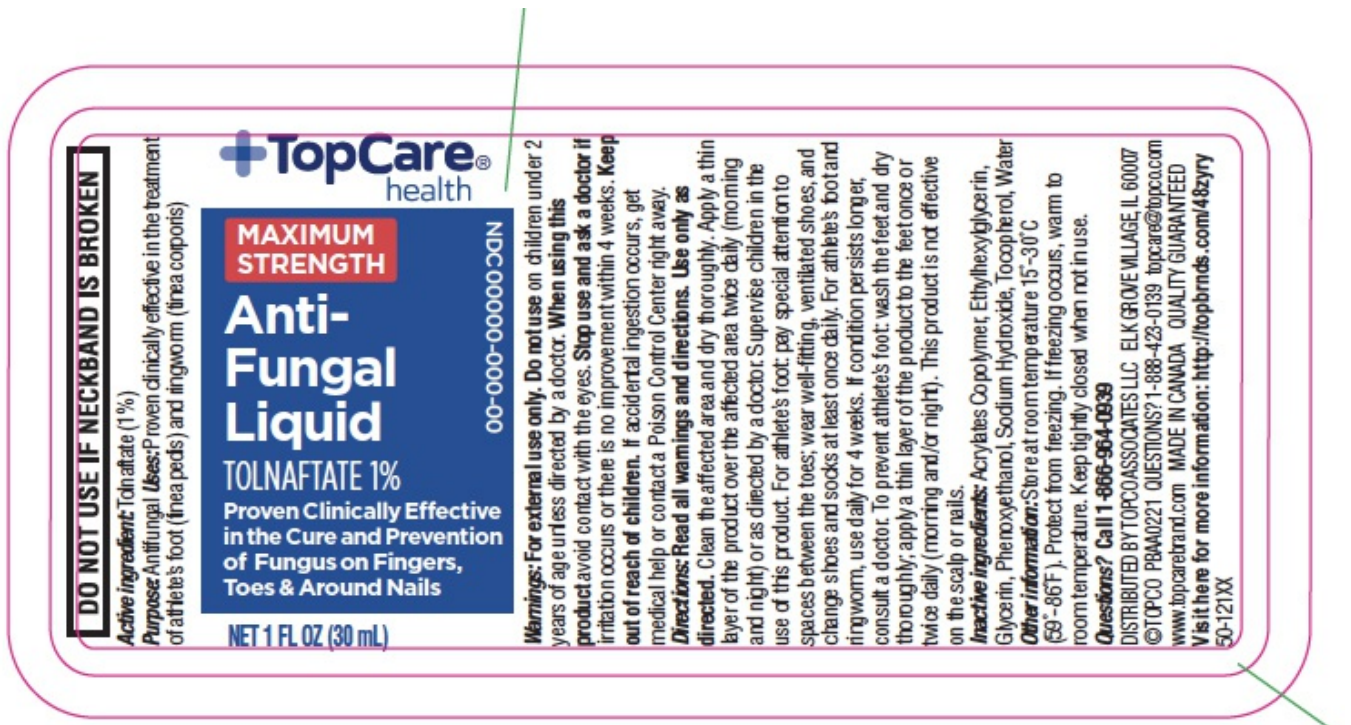 DO NOT USE IF NECKBAND IS BROKEN
Active ingredient: Tolnaftate (1%)
Purpose: Antifungal Uses: Proven clinically effective in the treatment
of athlete's foot (tinea pedis) and ringworm (tinea corporis)
TopCare®
health
MAXIMUM
STRENGTH
Anti-
Fungal
Liquid
TOLNAFTATE 1%
Proven Clinically Effective
in the Cure and Prevention
of Fungus on Fingers,
Toes & Around Nails
NDC00000-000-00
NET 1 FL OZ (30 mL)
Warnings: For external use only. Do not use on children under 2
years of age unless directed by a doctor. When using this
product avoid contact with the eyes. Stop use and ask a doctor if
irritation occurs or there is no improvement within 4 weeks. Keep
out of reach of children. If accidental ingestion occurs, get
medical help or contact a Poison Control Center right away.
Directions: Read all warnings and directions. Use only as
directed. Clean the affected area and dry thoroughly. Apply a thin
layer of the product over the affected area twice daily (morning
and night) or as directed by a doctor. Supervise children in the
use of this product. For athlete's foot: pay special attention to
spaces between the toes; wear well-fitting, ventilated shoes, and
change shoes and socks at least once daily. For athlete's foot and
ringworm, use daily for 4 weeks. If condition persists longer,
consult a doctor. To prevent athlete's foot: wash the feet and dry
thoroughly; apply a thin layer of the product to the feet once or
twice daily (morning and/or night). This product is not effective
on the scalp or nails.
Inactive ingredients: Acrylates Copolymer, Ethylhexylglycerin,
Glycerin, Phenoxyethanol, Sodium Hydroxide, Tocopherol, Water
Other information: Store at room temperature 15°-30°C
(59°-86°F). Protect from freezing. If freezing occurs, warm to
room temperature. Keep tightly closed when not in use.
Questions? Call 1-866-964-0939
DISTRIBUTED BY TOPCO ASSOCIATES LLC ELK GROVE VILLAGE, IL 60007
©TOPCO PBAA0221 QUESTIONS? 1-888-423-0139 topcare@topco.com
www.topcarebrand.com MADE IN CANADA QUALITY GUARANTEED
Visit here for more information: http://topbrnds.com/48zyry
50-121XX